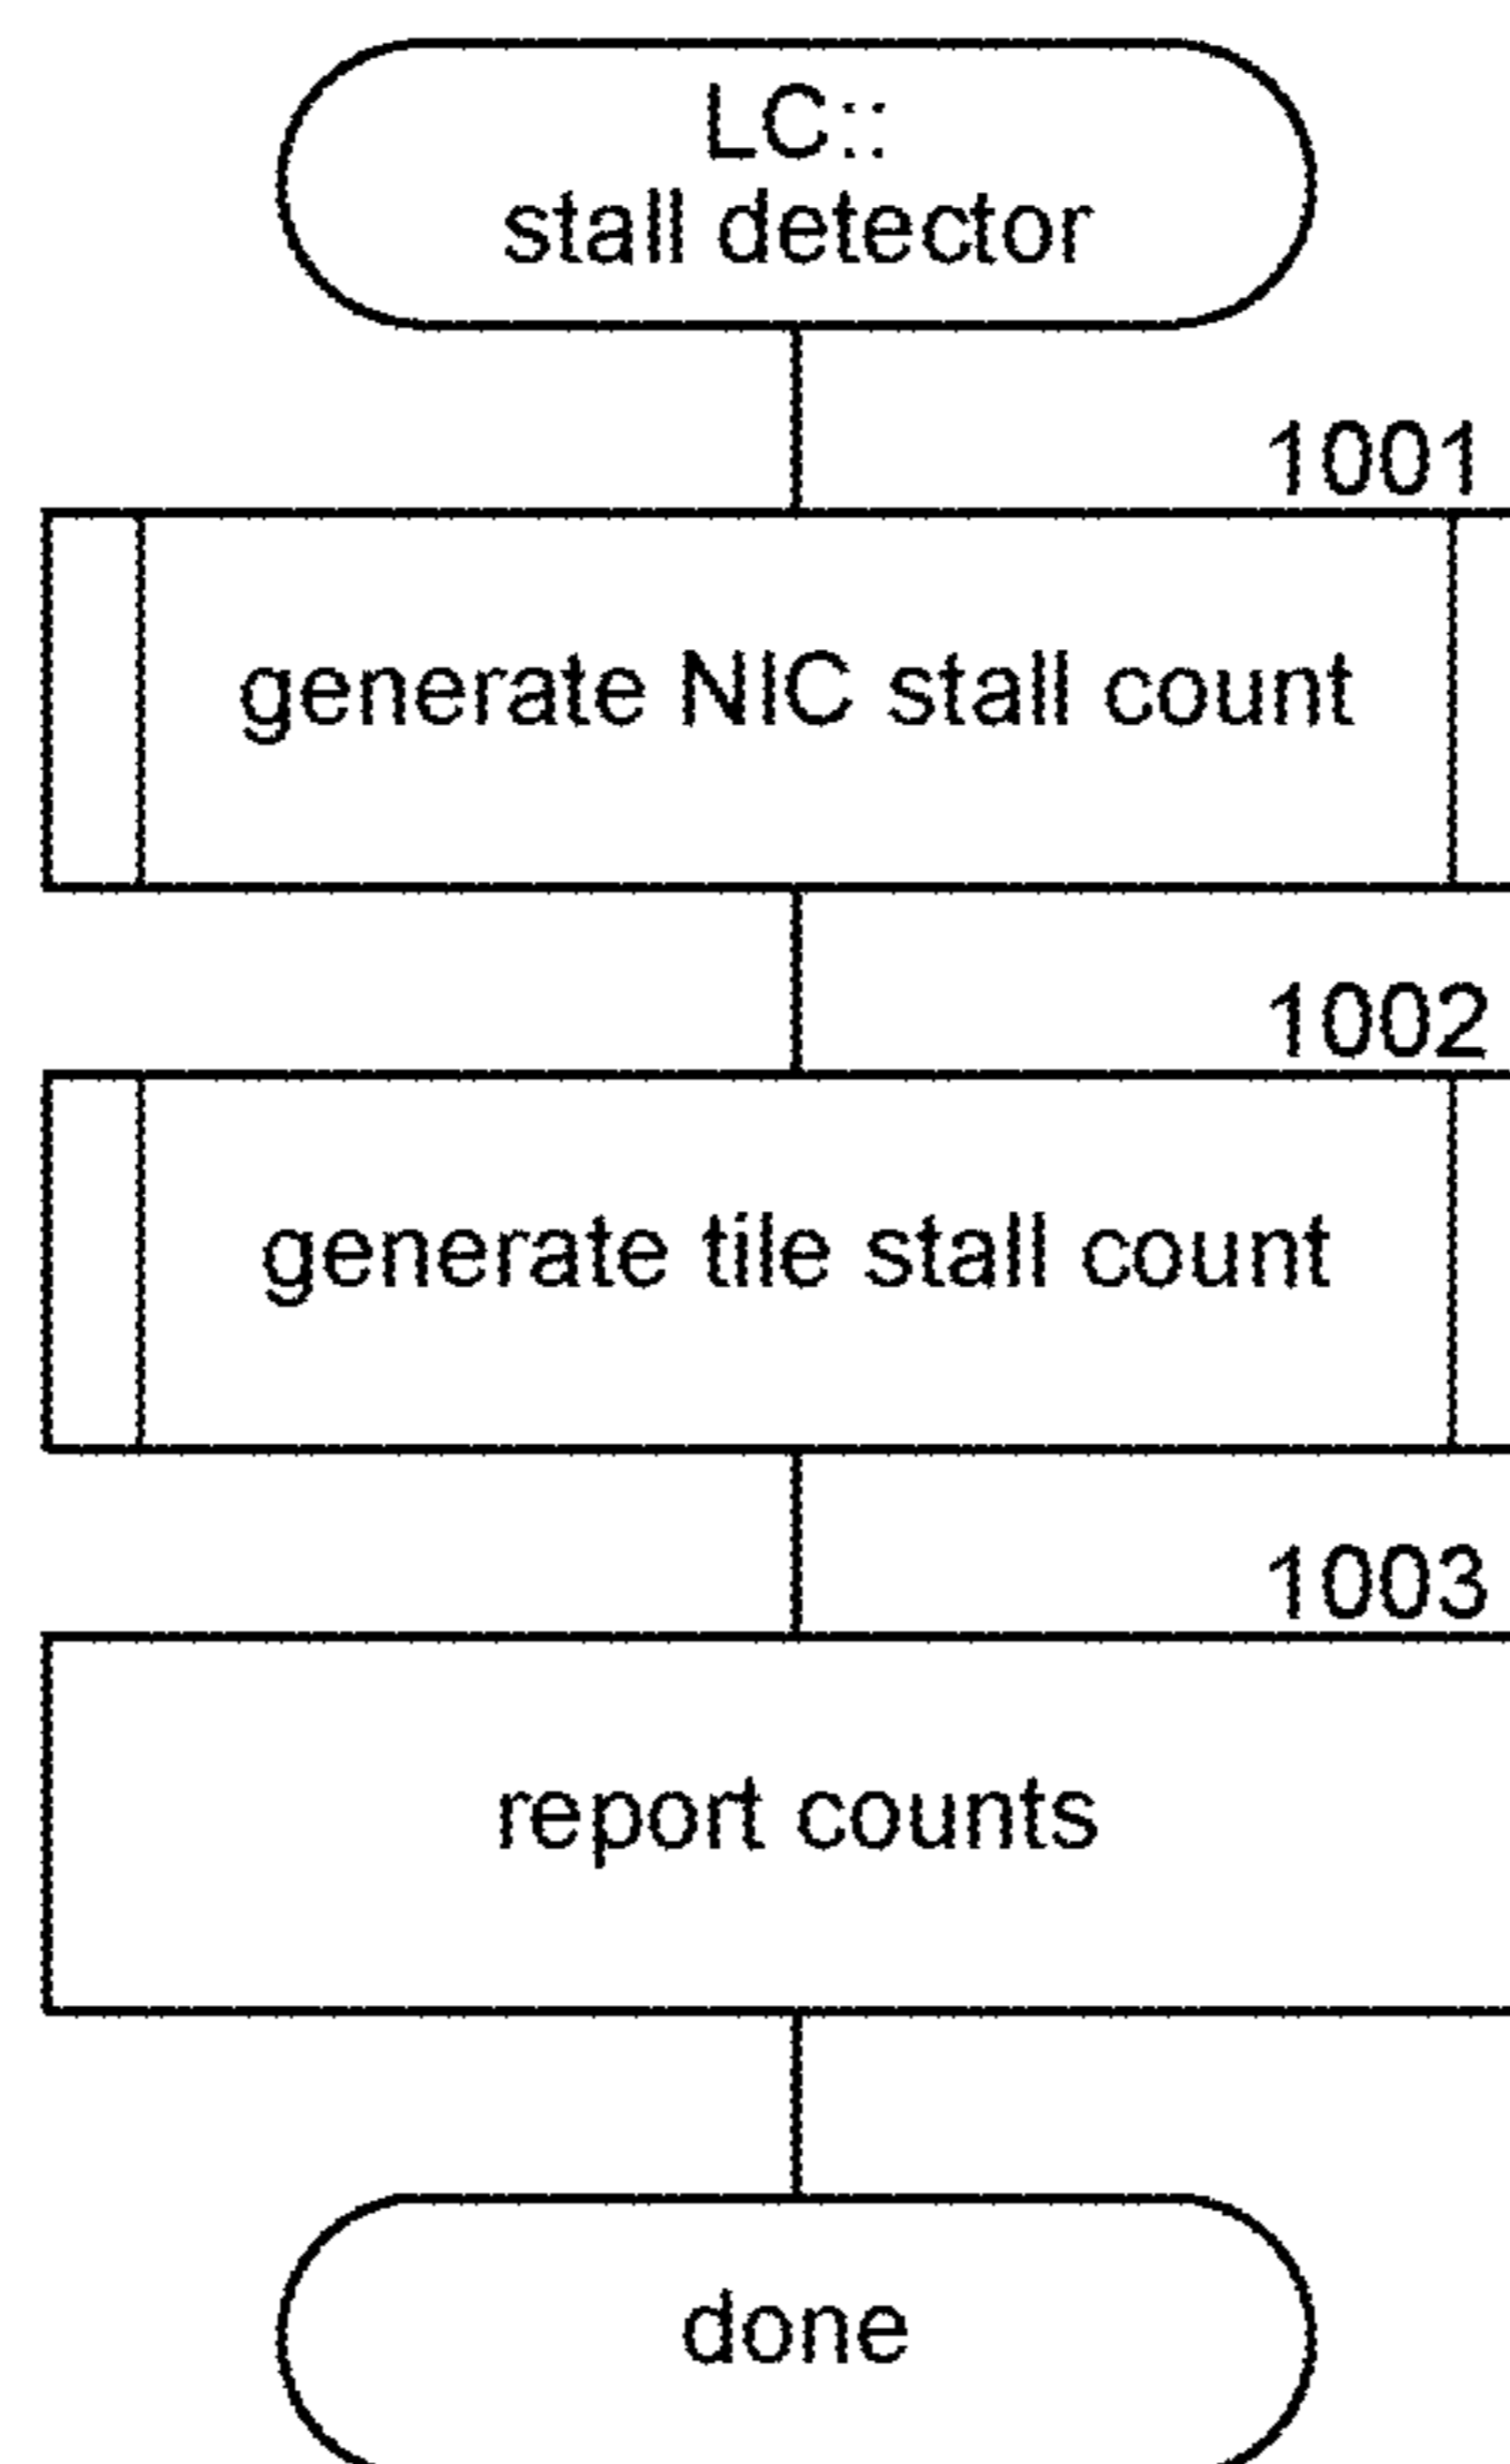 LC::
stall detector
1001
generate NIC stall count
1002
generate tile stall count
1003
report counts
done